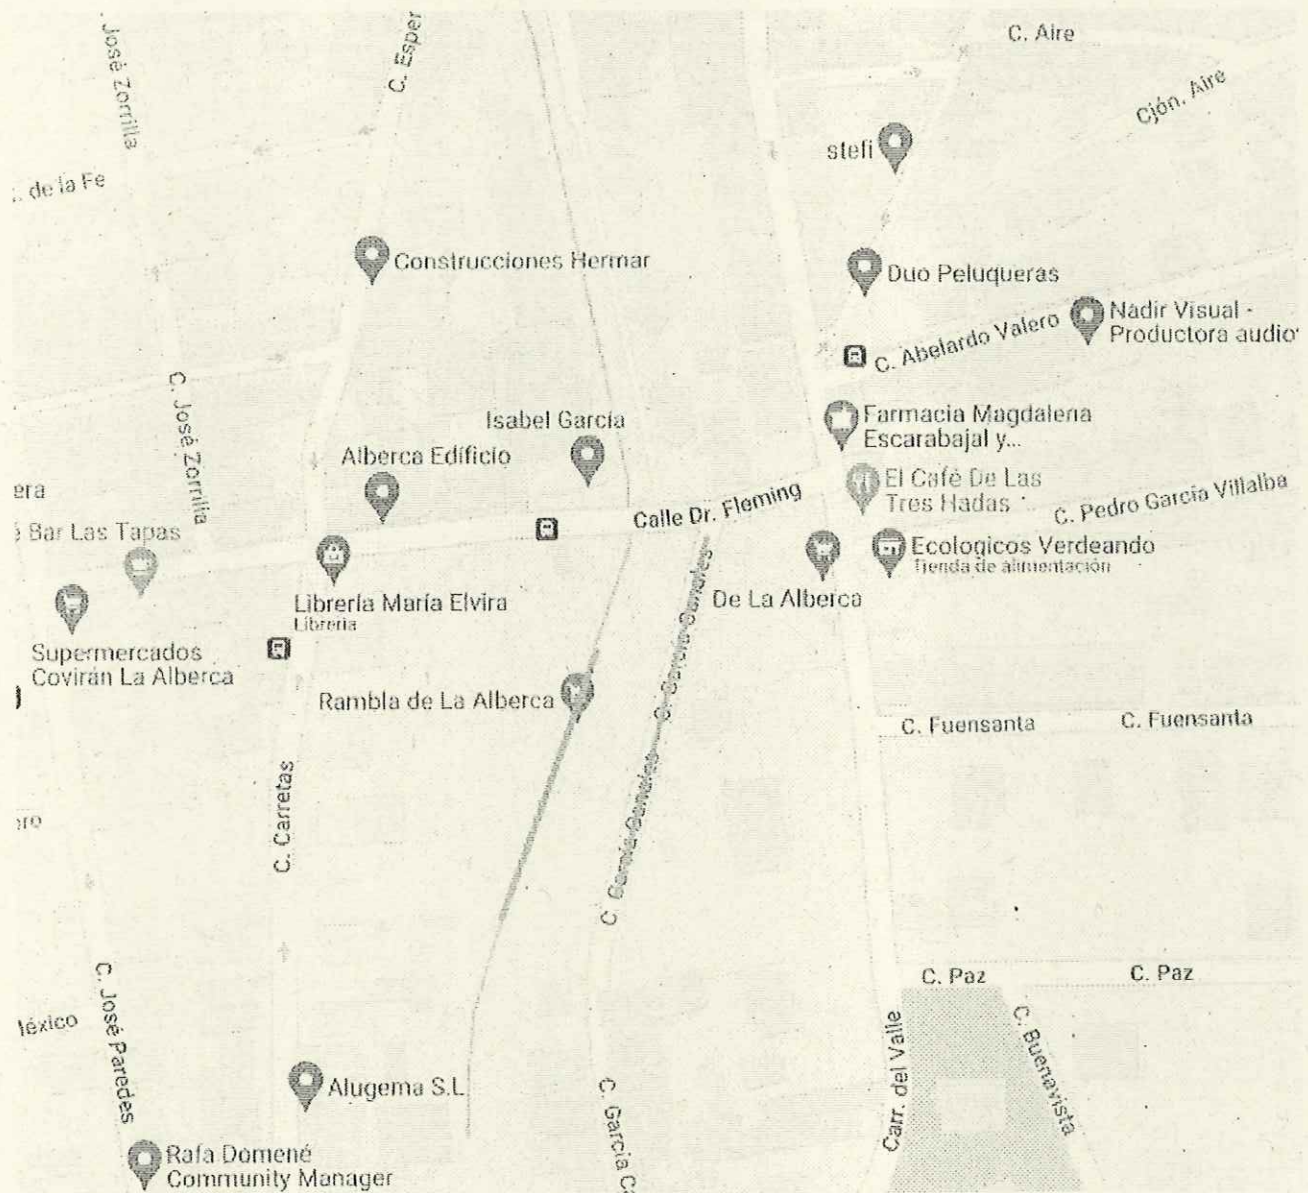 José Zorrilla
C. Esper
C. Aire
Cjón. Aire
stefi
de la Fe
Construcciones Hermar
Duo Peluqueras
Nadir Visual -
Productora audio
C. Abelardo Valero
C. José Zorrilla
Isabel García
Farmacia Magdalena
Escarabajal y...
Alberca Edificio
El Café De Las
Tres Hadas
era
Calle Dr. Fleming
C. Pedro García Villalba
Bar Las Tapas
Ecologicos Verdeando
Tienda de alimentación
Librería María Elvira
Librería
De La Alberca
Supermercados
Covirán La Alberca
Rambla de La Alberca
C. Fuensanta
C. Fuensanta
C. Carretas
C. Paz
C. Paz
C. José Paredes
Carr. del Valle
C. Buenavista
éxico
Alugema S.L
C. García Ca
Rafa Domené
Community Manager